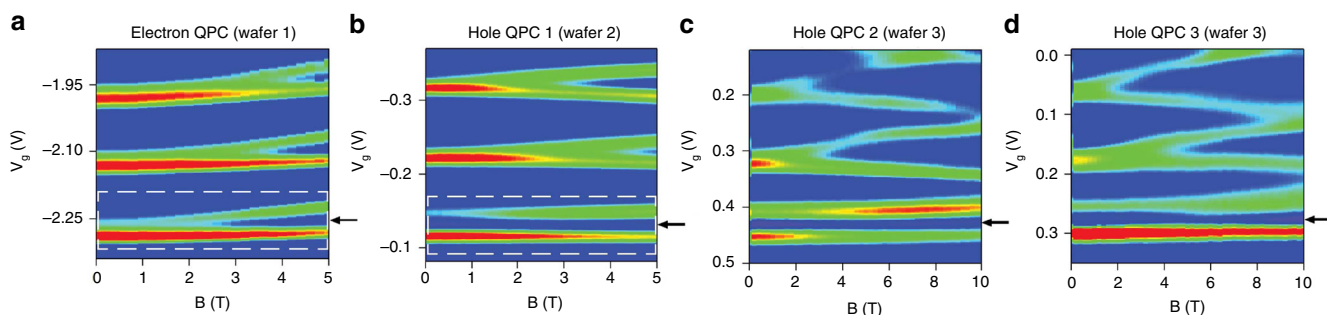 a
Electron QPC (wafer 1)
V_g (V)
−1.95
−2.10
−2.25
0 1 2 3 4 5
B (T)
b
Hole QPC 1 (wafer 2)
V_g (V)
−0.3
−0.2
−0.1
0 1 2 3 4 5
B (T)
c
Hole QPC 2 (wafer 3)
V_g (V)
0.2
0.3
0.4
0.5
0 2 4 6 8 10
B (T)
d
Hole QPC 3 (wafer 3)
V_g (V)
0.0
0.1
0.2
0.3
0 2 4 6 8 10
B (T)